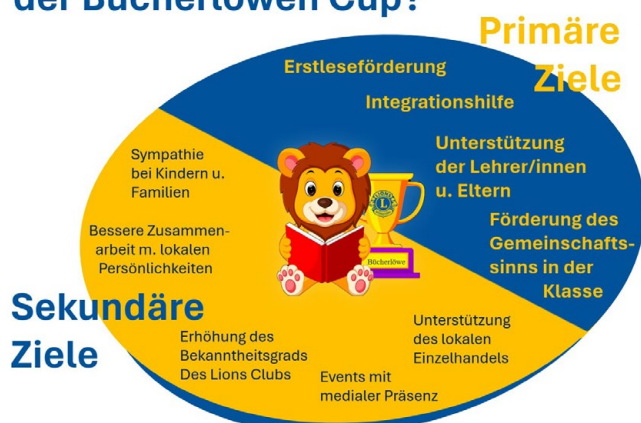 der Bücherlöwen Cup?
Primäre
Ziele
Erstleseförderung
Integrationshilfe
Unterstützung
der Lehrer/innen
u. Eltern
Förderung des
Gemeinschafts-
sinns in der
Klasse
Sympathie
bei Kindern u.
Familien
Bessere Zusammen-
arbeit m. lokalen
Persönlichkeiten
Bücherlöwe
Sekundäre
Ziele
Erhöhung des
Bekanntheitsgrads
Des Lions Clubs
Events mit
medialer Präsenz
Unterstützung
des lokalen
Einzelhandels